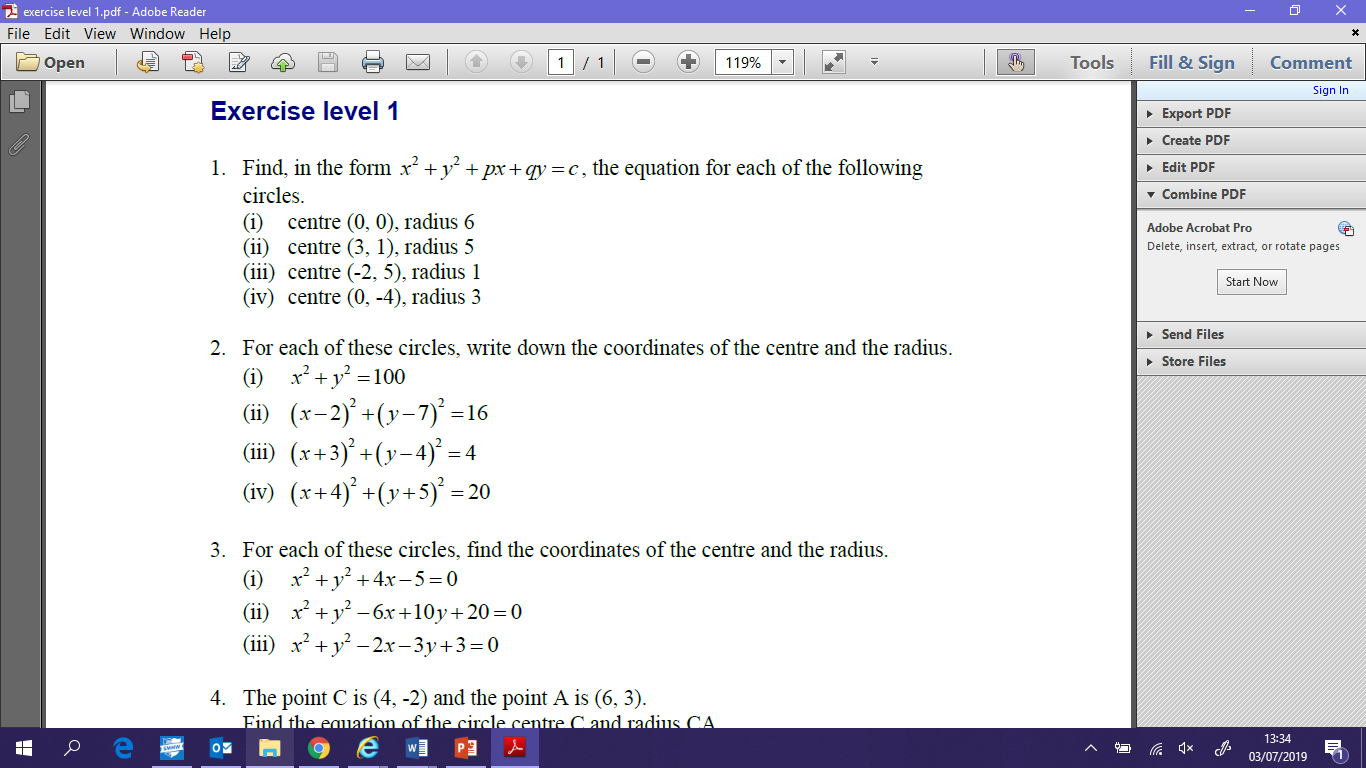 exercise level 1.pdf - Adobe Reader
File Edit View Window Help
Open 1 / 1 119% Tools Fill & Sign Comment
Sign In
Export PDF
Create PDF
Edit PDF
Combine PDF
Adobe Acrobat Pro
Delete, insert, extract, or rotate pages
Start Now
Send Files
Store Files
Exercise level 1
1. Find, in the form x² + y² + px + qy = c, the equation for each of the following
circles.
(i) centre (0, 0), radius 6
(ii) centre (3, 1), radius 5
(iii) centre (-2, 5), radius 1
(iv) centre (0, -4), radius 3
2. For each of these circles, write down the coordinates of the centre and the radius.
(i) x² + y² = 100
(ii) (x − 2)² + (y − 7)² = 16
(iii) (x + 3)² + (y − 4)² = 4
(iv) (x + 4)² + (y + 5)² = 20
3. For each of these circles, find the coordinates of the centre and the radius.
(i) x² + y² + 4x − 5 = 0
(ii) x² + y² − 6x + 10y + 20 = 0
(iii) x² + y² − 2x − 3y + 3 = 0
4. The point C is (4, -2) and the point A is (6, 3).
Find the equation of the circle centre C and radius CA
13:34
03/07/2019